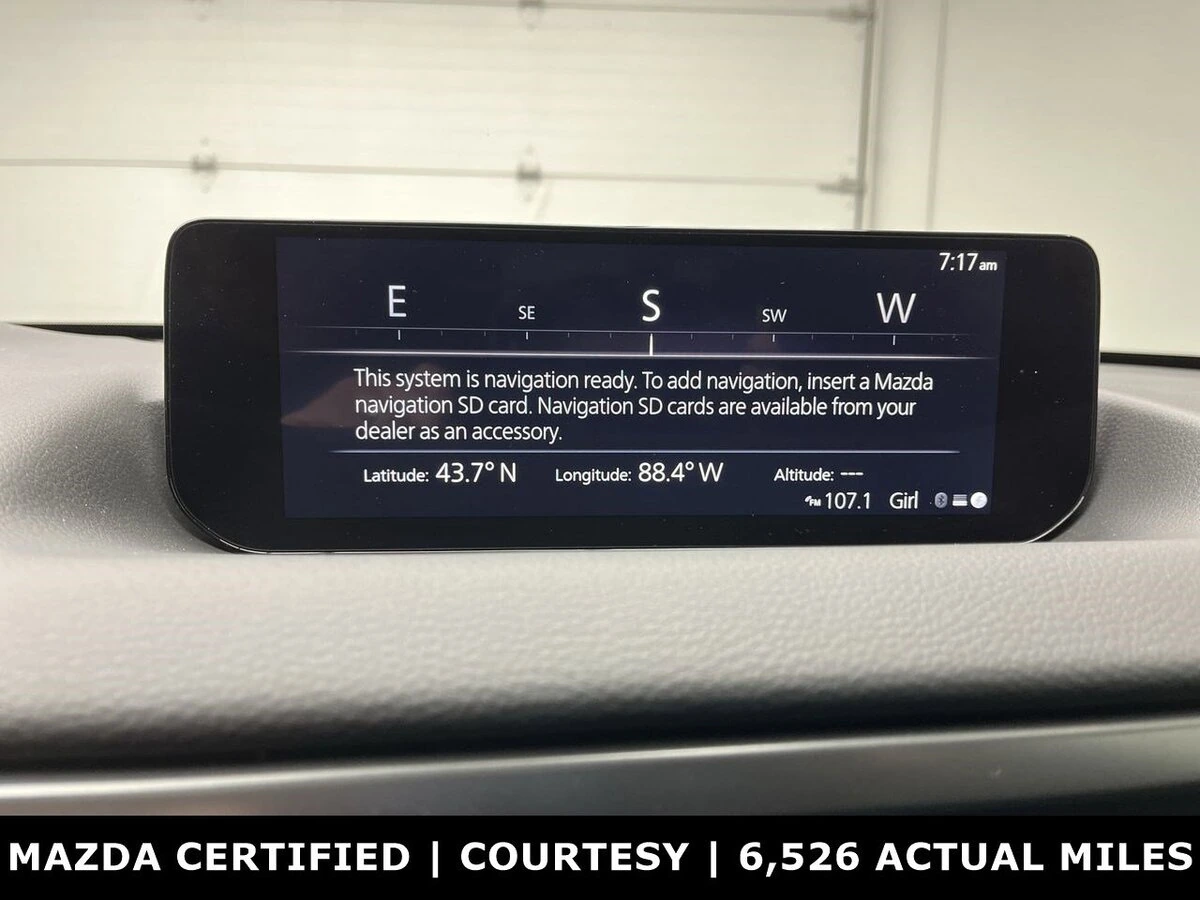 7:17 am
E SE S SW W
This system is navigation ready. To add navigation, insert a Mazda
navigation SD card. Navigation SD cards are available from your
dealer as an accessory.
Latitude: 43.7° N Longitude: 88.4° W Altitude: ---
FM 107.1 Girl
MAZDA CERTIFIED | COURTESY | 6,526 ACTUAL MILES